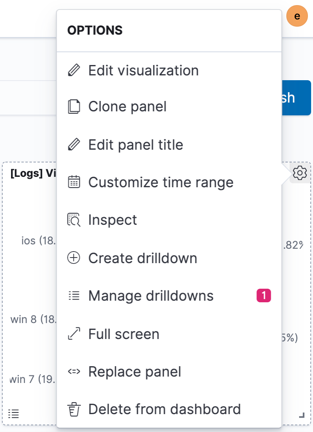 e
OPTIONS
Edit visualization
sh
Clone panel
Edit panel title
[Logs] Vi
Customize time range
Inspect
ios (18.
.82%
Create drilldown
Manage drilldowns 1
win 8 (18.
Full screen
5%)
Replace panel
win 7 (19.
Delete from dashboard